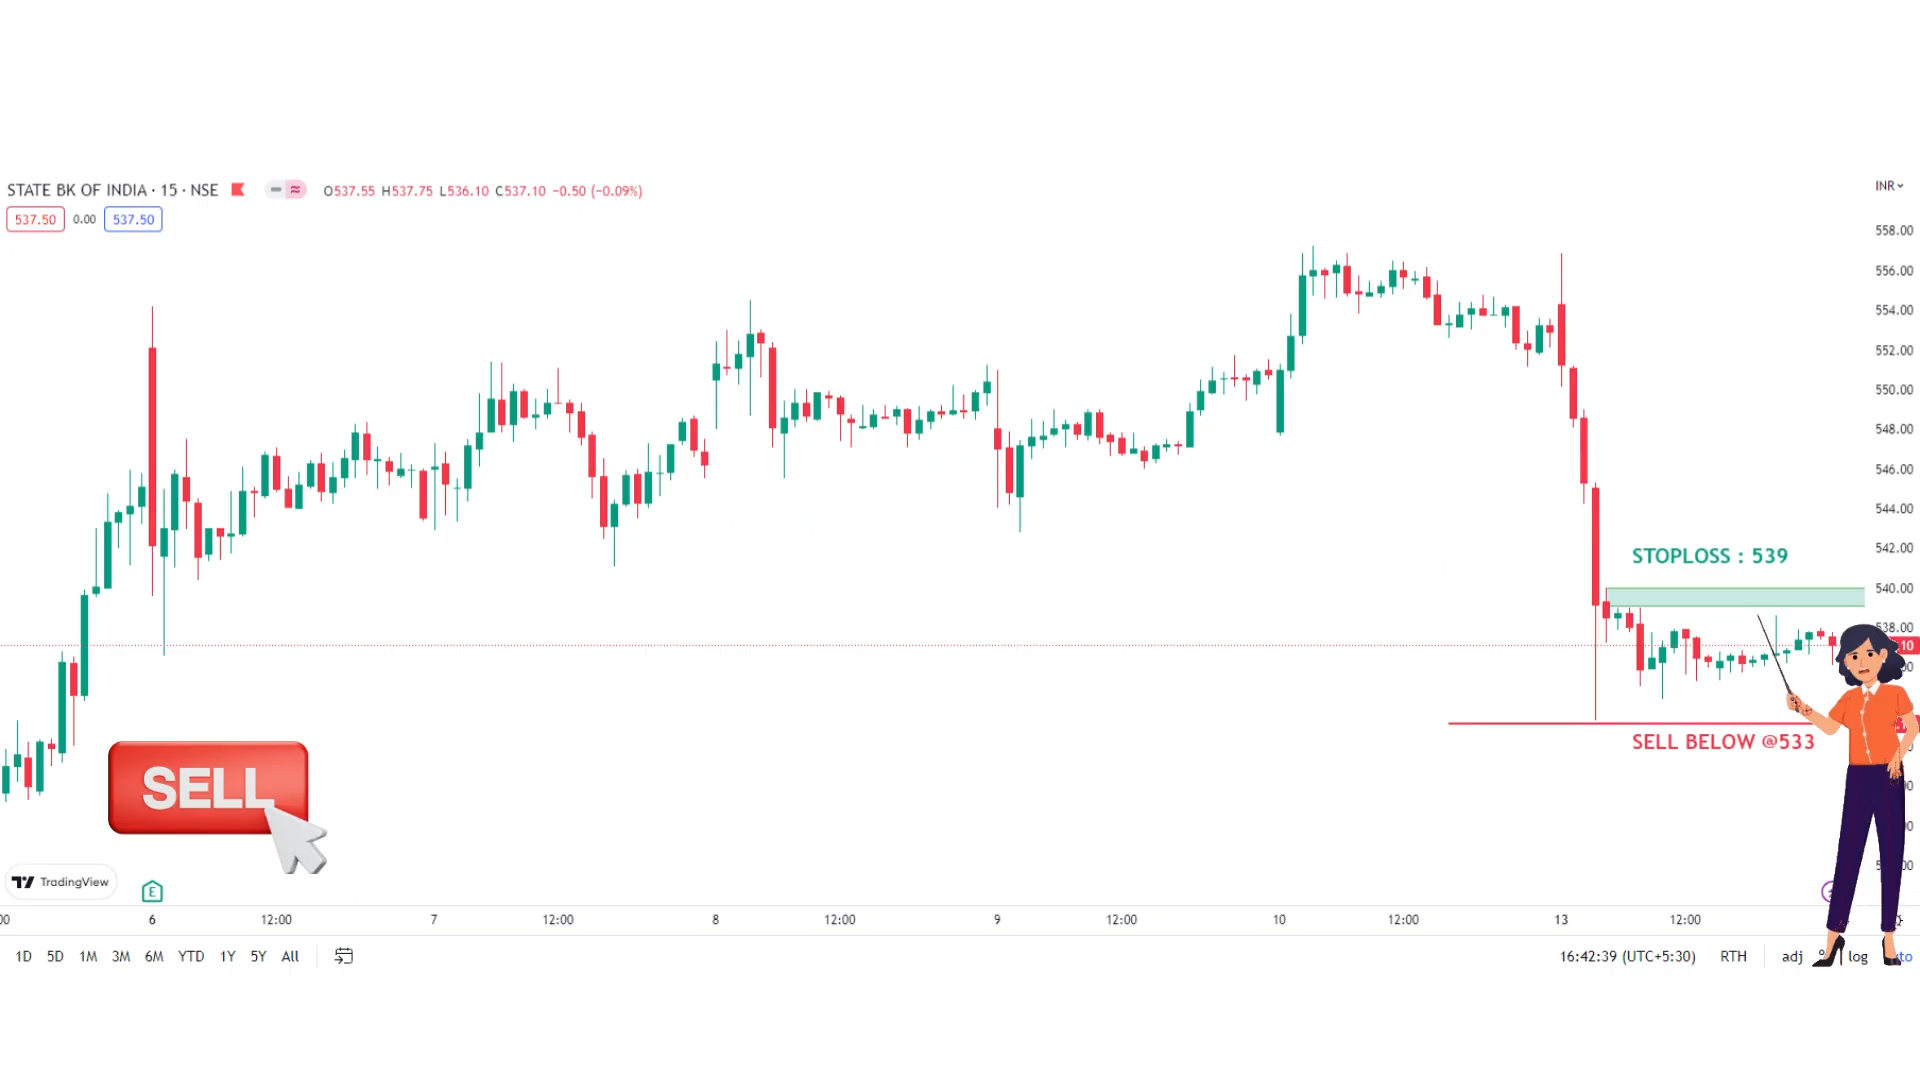 STATE BK OF INDIA · 15 · NSE
O537.55 H537.75 L536.10 C537.10 −0.50 (−0.09%)
INR
537.50 0.00 537.50
558.00
556.00
554.00
552.00
550.00
548.00
546.00
544.00
542.00
STOPLOSS : 539
540.00
538.00
SELL BELOW @533
SELL
TradingView
E
6 12:00 7 12:00 8 12:00 9 12:00 10 12:00 13 12:00
1D 5D 1M 3M 6M YTD 1Y 5Y All
16:42:39 (UTC+5:30) RTH adj log